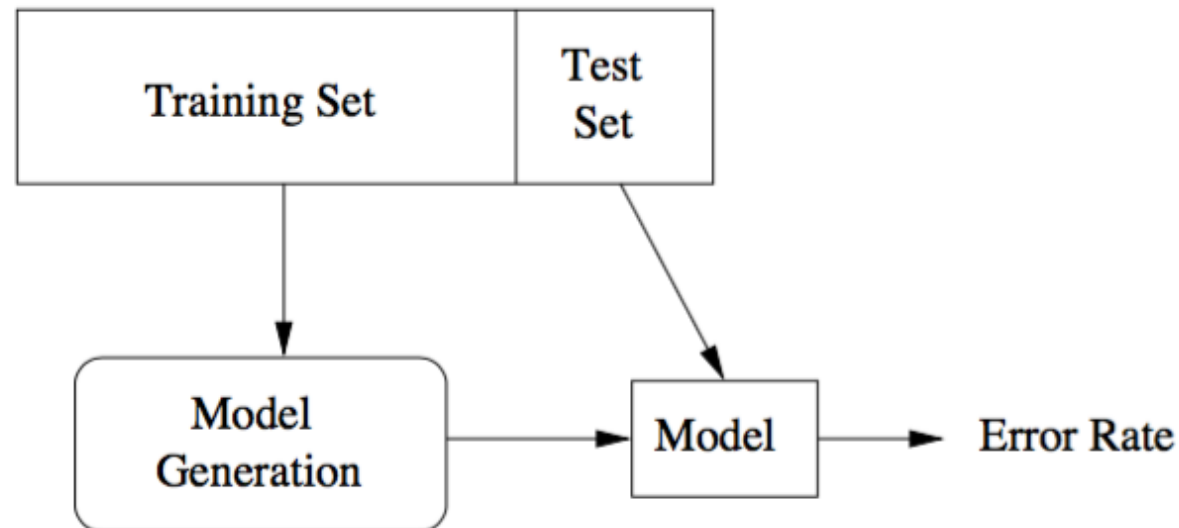 Training Set
Test
Set
Model
Generation
Model
Error Rate